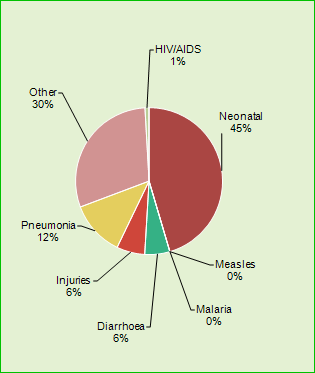 HIV/AIDS
1%
Other
30%
Neonatal
45%
Pneumonia
12%
Measles
0%
Injuries
6%
Malaria
0%
Diarrhoea
6%